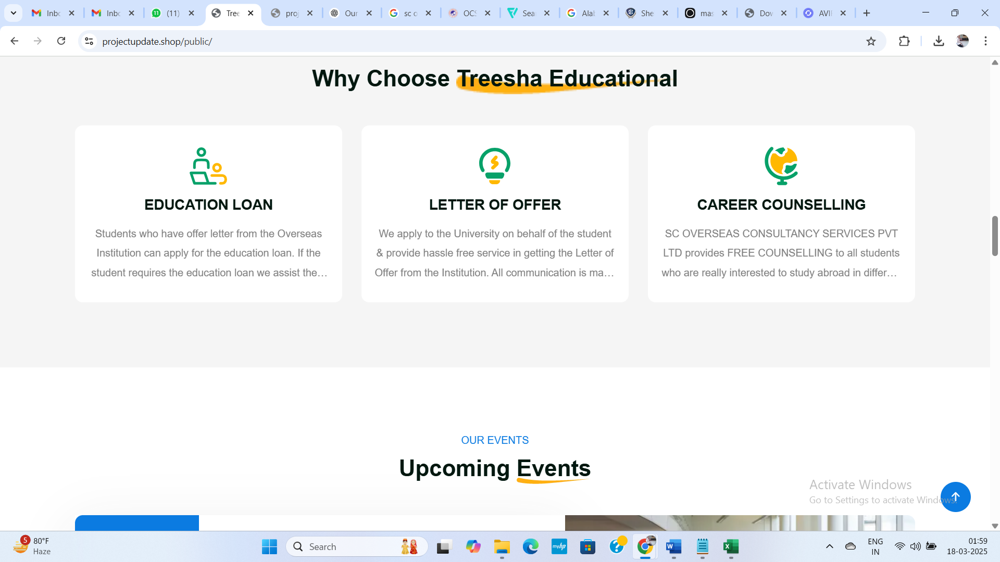 Inbc
Inbc
(11)
Tree
proj
Our
sc o
OCS
Sea
Alab
She
mas
Dov
AVI
projectupdate.shop/public/
Why Choose Treesha Educational
EDUCATION LOAN
Students who have offer letter from the Overseas
Institution can apply for the education loan. If the
student requires the education loan we assist the...
LETTER OF OFFER
We apply to the University on behalf of the student
& provide hassle free service in getting the Letter of
Offer from the Institution. All communication is ma...
CAREER COUNSELLING
SC OVERSEAS CONSULTANCY SERVICES PVT
LTD provides FREE COUNSELLING to all students
who are really interested to study abroad in differ...
OUR EVENTS
Upcoming Events
Activate Windows
Go to Settings to activate Windows.
5
80°F
Haze
Search
myhp
ENG
IN
01:59
18-03-2025